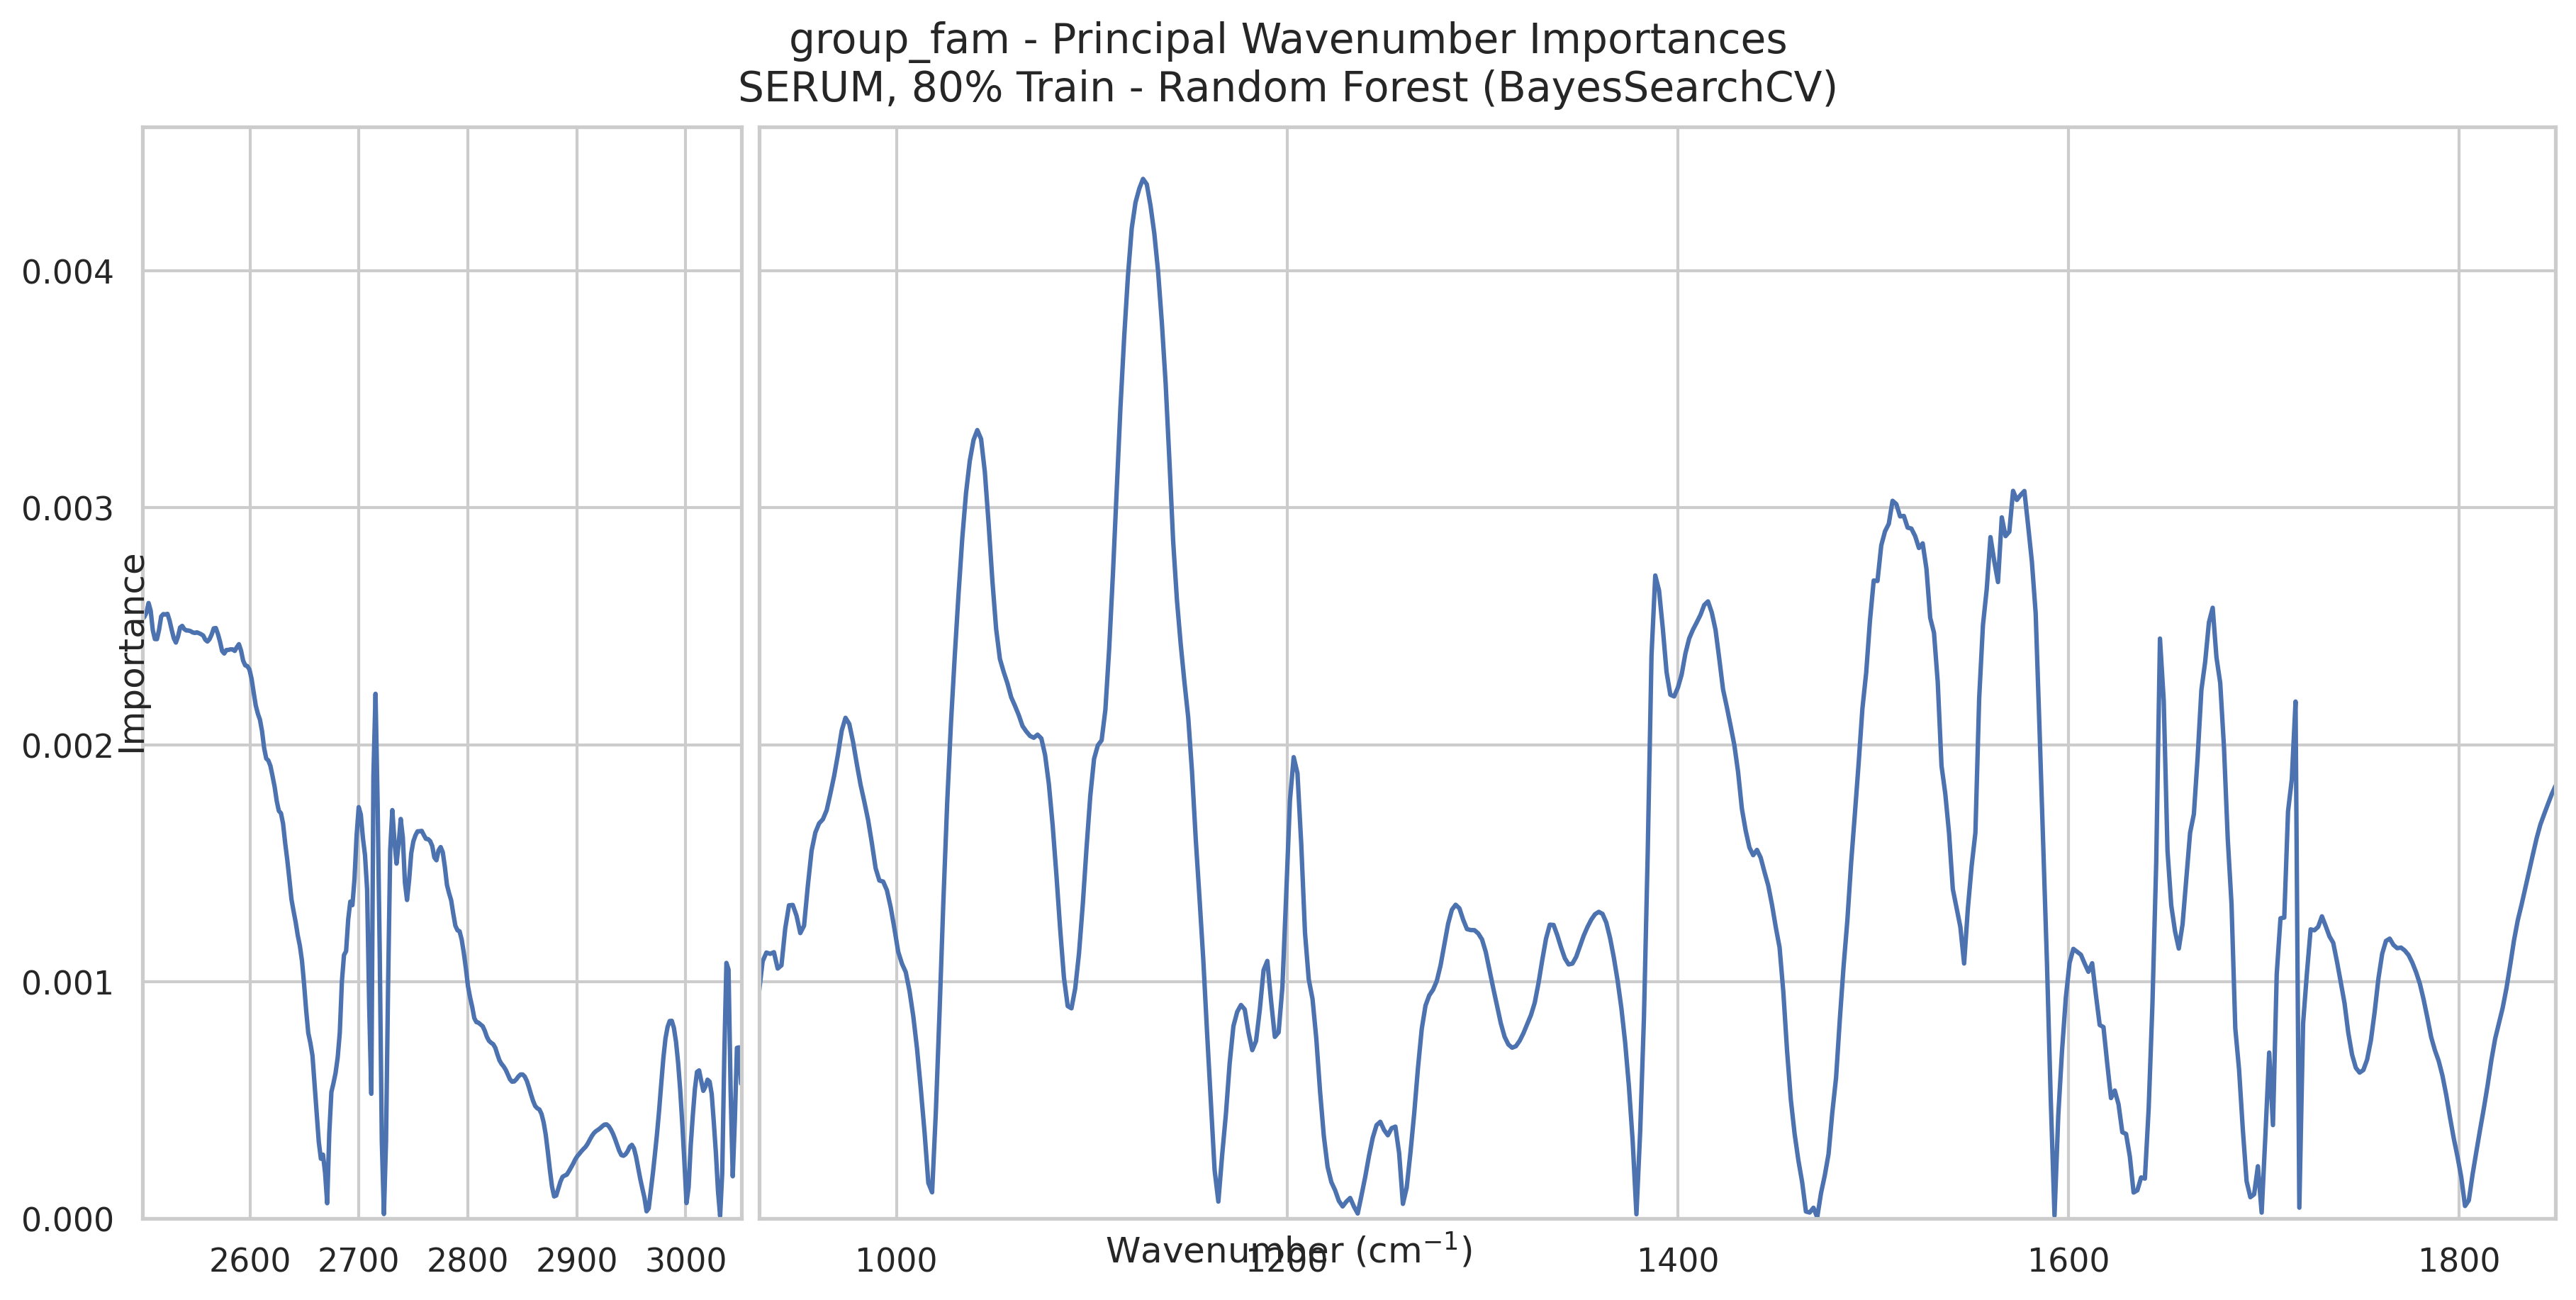 group_fam - Principal Wavenumber Importances
SERUM, 80% Train - Random Forest (BayesSearchCV)
Importance
0.004
0.003
0.002
0.001
0.000
2600 2700 2800 2900 3000 1000 1200 1400 1600 1800
Wavenumber (cm⁻¹)